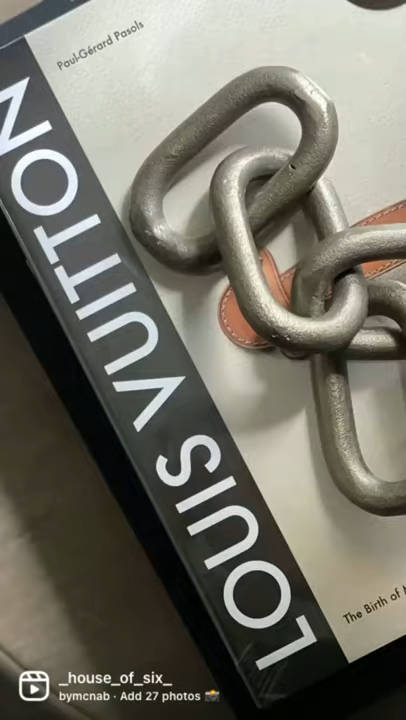 Paul-Gérard Pasols
LOUIS VUITTON
The Birth of
_house_of_six_
bymcnab · Add 27 photos 📸